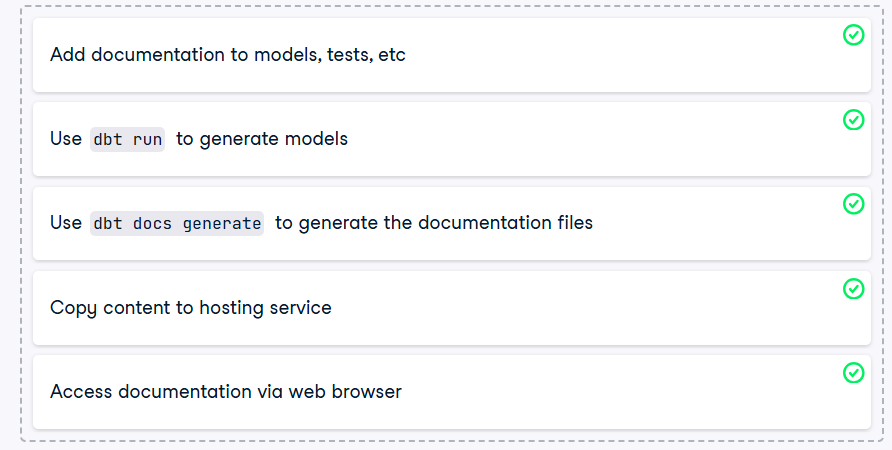 Add documentation to models, tests, etc
Use dbt run to generate models
Use dbt docs generate to generate the documentation files
Copy content to hosting service
Access documentation via web browser